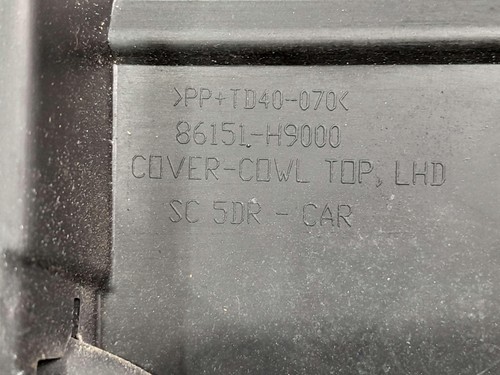 >PP+TD40-070<
86151-H9000
COVER-COWL TOP, LHD
SC 5DR - CAR